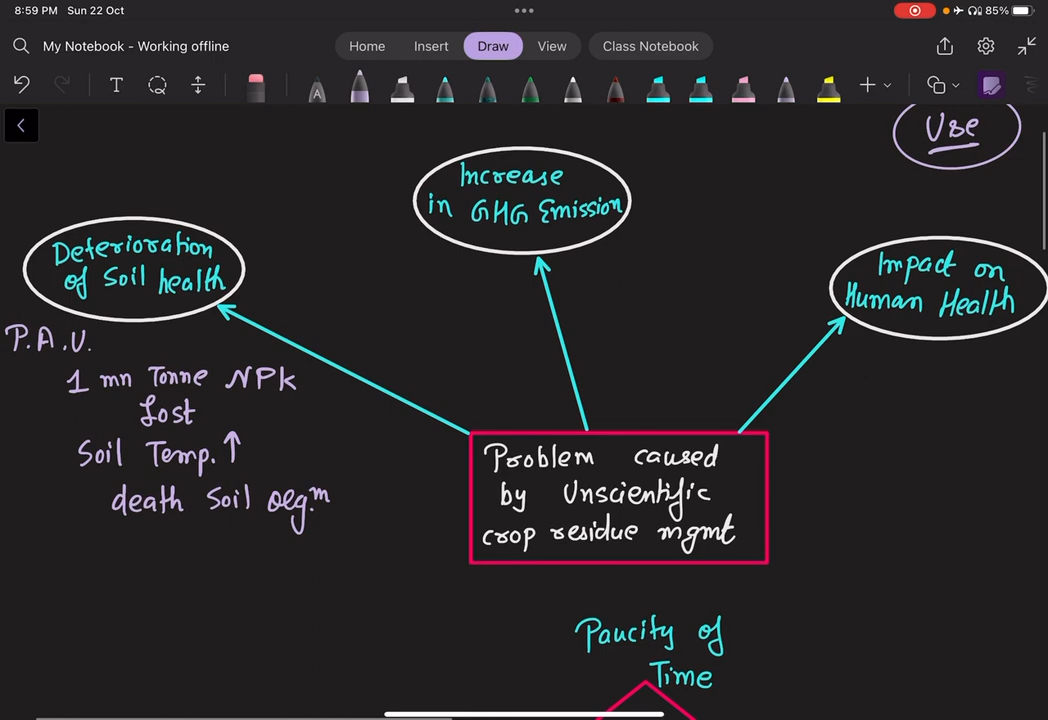 8:59 PM Sun 22 Oct
85%
My Notebook - Working offline
Home Insert Draw View Class Notebook
T
A
Use
Increase
in GHG Emission
Deterioration
of Soil health
Impact on
Human Health
P.A.U.
1 mn Tonne NPK
Lost
Soil Temp. ↑
death Soil org.m
Problem caused
by Unscientific
crop residue mgmt
Paucity of
Time